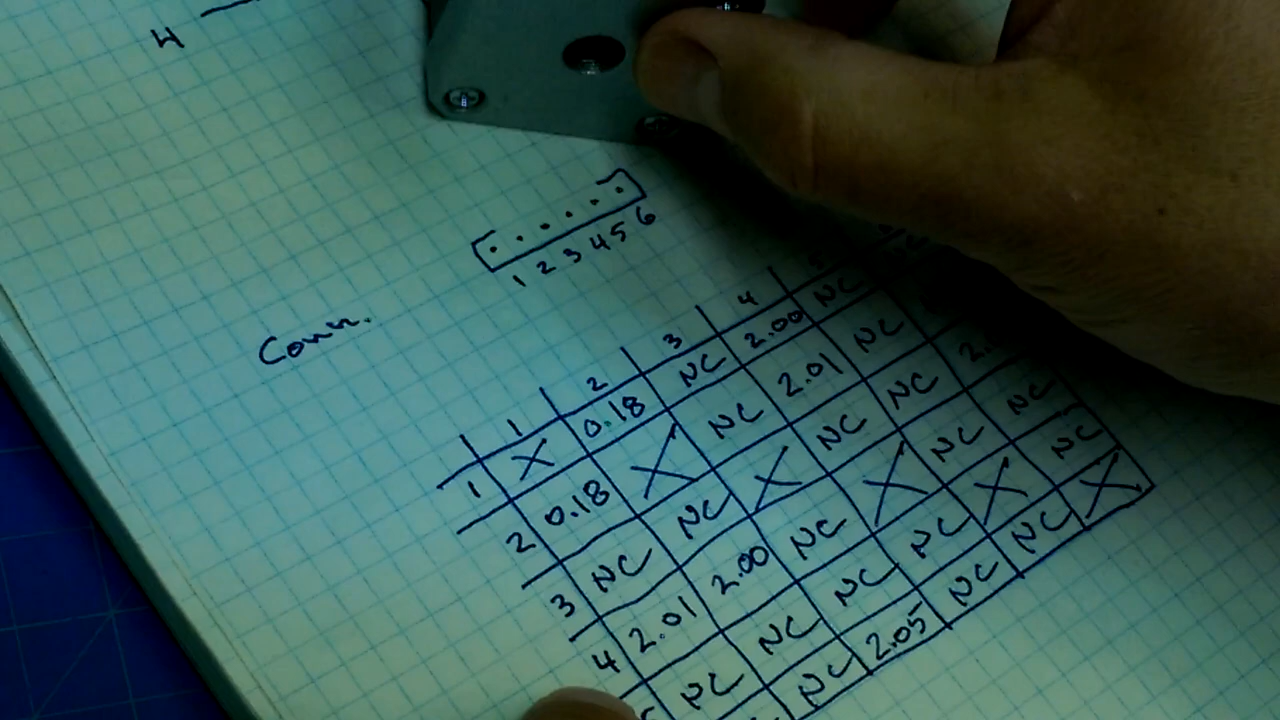 4
1 2 3 4 5 6
Conn.
1 2 3 4
1 X 0.18 NC 2.00 NC
2 0.18 X NC 2.01 NC
3 NC NC X NC NC
4 2.01 2.00 NC X NC NC
NC NC NC NC X NC
NC 2.05 NC NC X